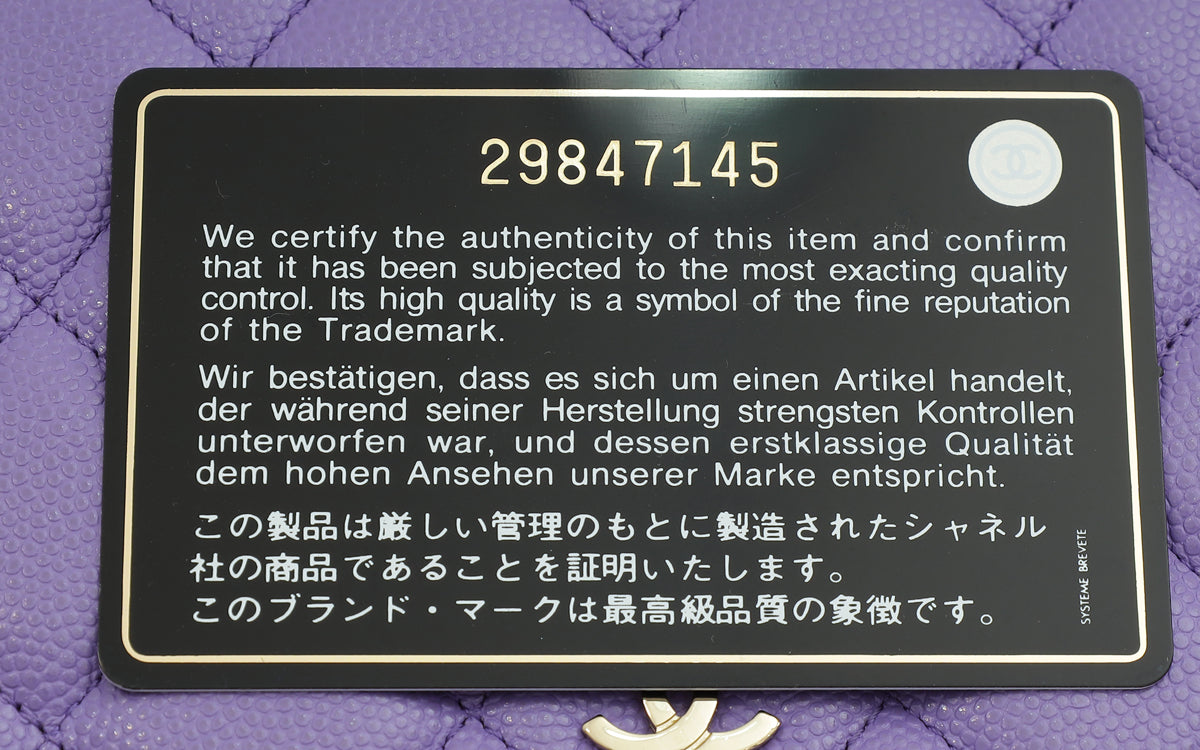 29847145
We certify the authenticity of this item and confirm
that it has been subjected to the most exacting quality
control. Its high quality is a symbol of the fine reputation
of the Trademark.
Wir bestätigen, dass es sich um einen Artikel handelt,
der während seiner Herstellung strengsten Kontrollen
unterworfen war, und dessen erstklassige Qualität
dem hohen Ansehen unserer Marke entspricht.
この製品は厳しい管理のもとに製造されたシャネル
社の商品であることを証明いたします。
このブランド・マークは最高級品質の象徴です。
SYSTEME BREVETE